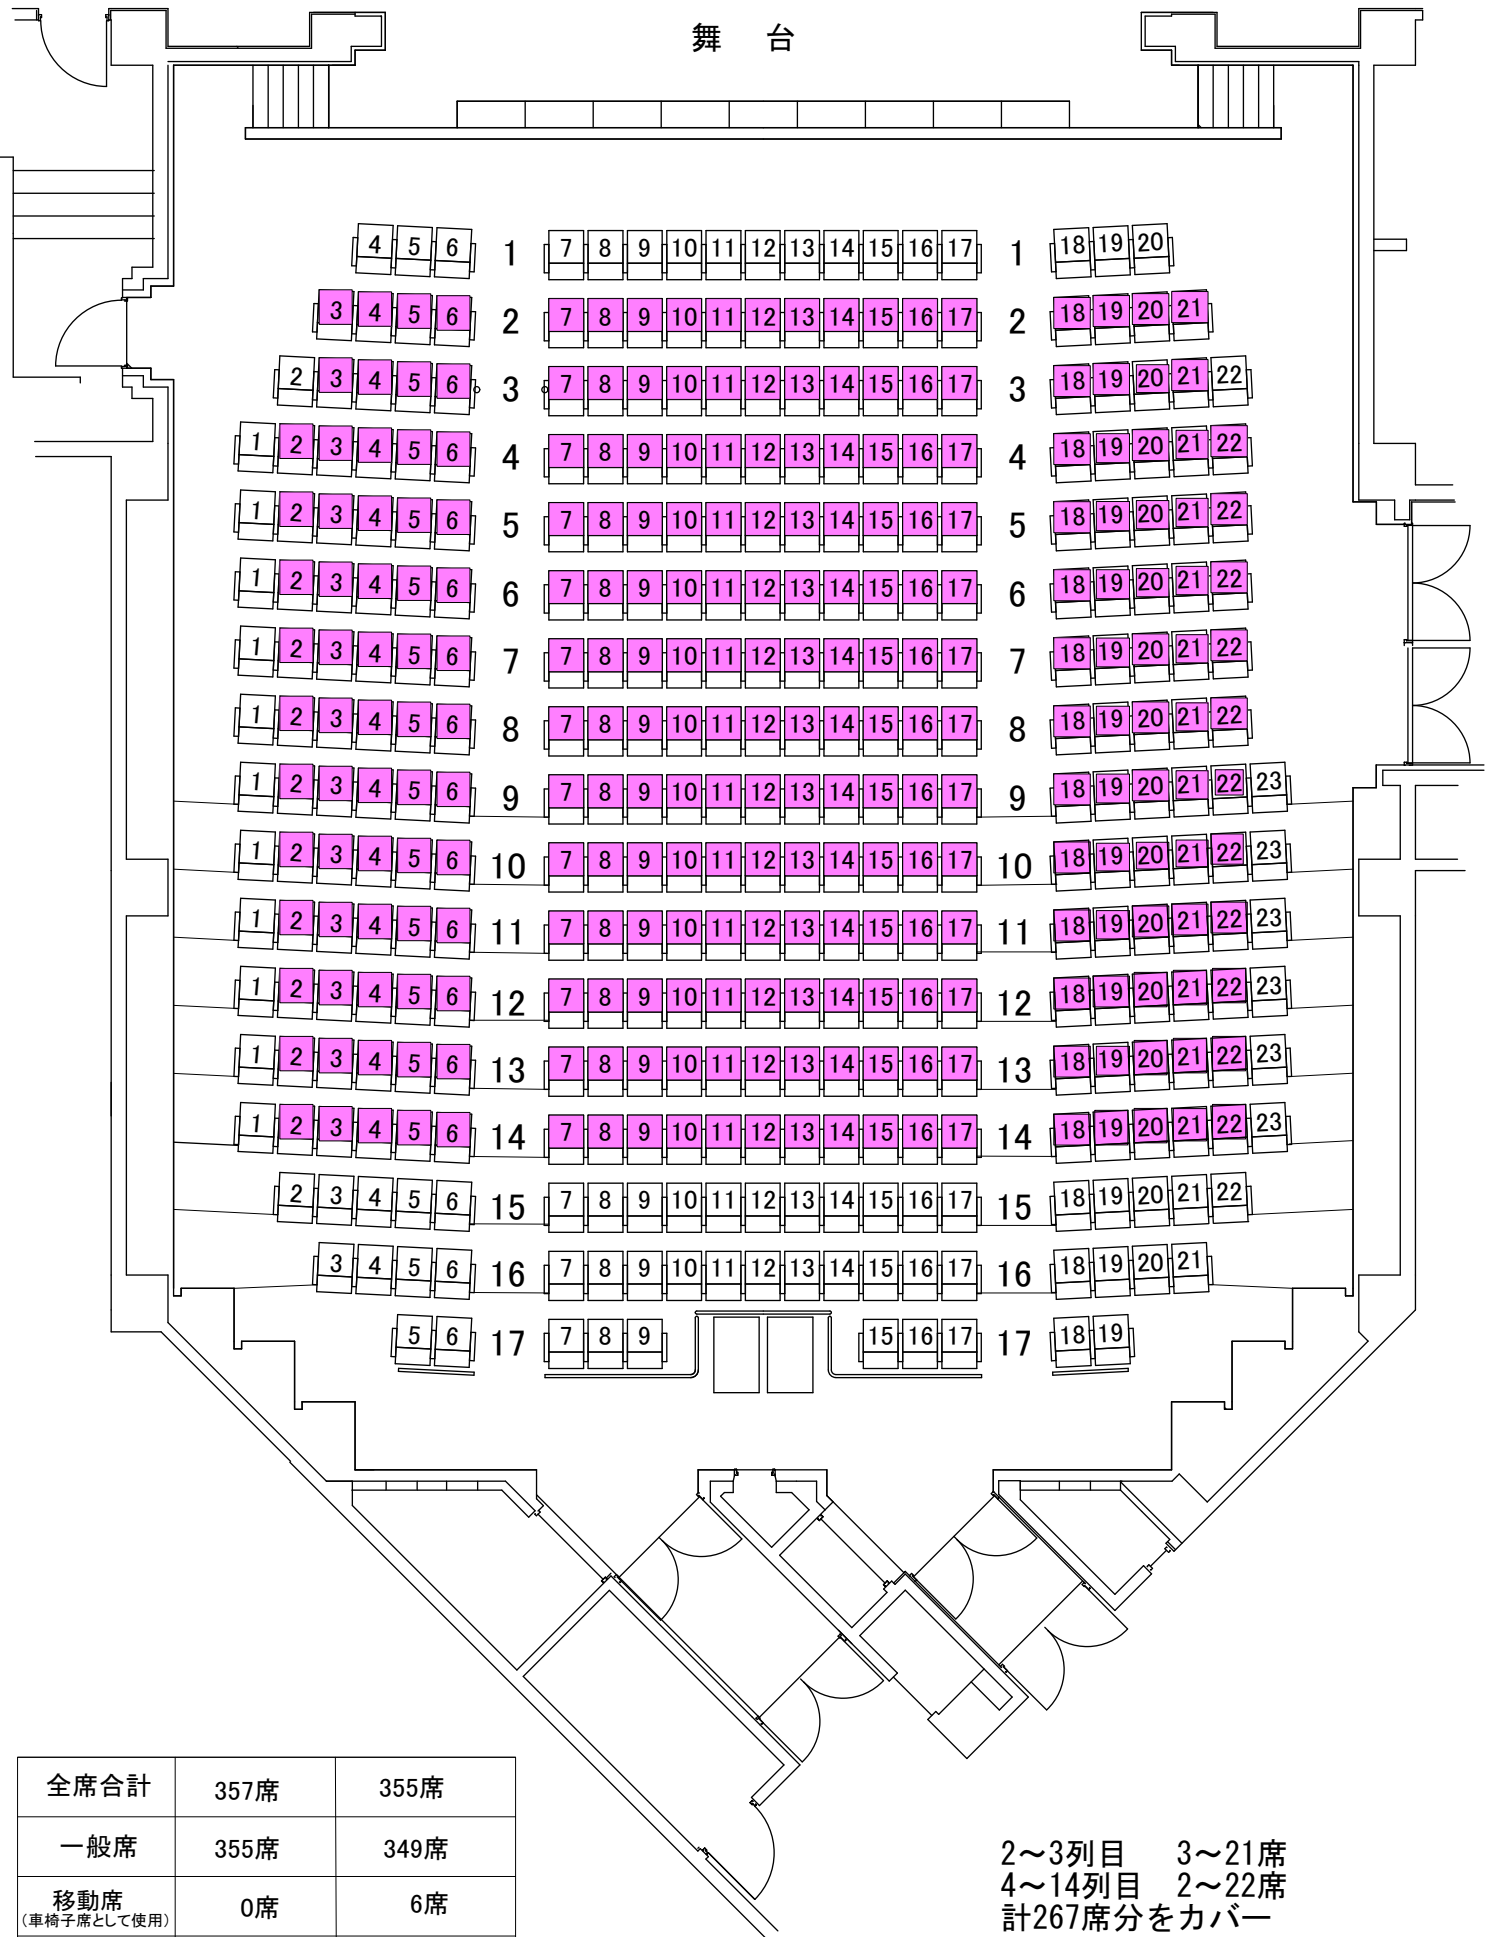 舞 台
4 5 6 1 7 8 9 10 11 12 13 14 15 16 17 1 18 19 20
3 4 5 6 2 7 8 9 10 11 12 13 14 15 16 17 2 18 19 20 21
2 3 4 5 6 3 7 8 9 10 11 12 13 14 15 16 17 3 18 19 20 21 22
1 2 3 4 5 6 4 7 8 9 10 11 12 13 14 15 16 17 4 18 19 20 21 22
1 2 3 4 5 6 5 7 8 9 10 11 12 13 14 15 16 17 5 18 19 20 21 22
1 2 3 4 5 6 6 7 8 9 10 11 12 13 14 15 16 17 6 18 19 20 21 22
1 2 3 4 5 6 7 7 8 9 10 11 12 13 14 15 16 17 7 18 19 20 21 22
1 2 3 4 5 6 8 7 8 9 10 11 12 13 14 15 16 17 8 18 19 20 21 22
1 2 3 4 5 6 9 7 8 9 10 11 12 13 14 15 16 17 9 18 19 20 21 22 23
1 2 3 4 5 6 10 7 8 9 10 11 12 13 14 15 16 17 10 18 19 20 21 22 23
1 2 3 4 5 6 11 7 8 9 10 11 12 13 14 15 16 17 11 18 19 20 21 22 23
1 2 3 4 5 6 12 7 8 9 10 11 12 13 14 15 16 17 12 18 19 20 21 22 23
1 2 3 4 5 6 13 7 8 9 10 11 12 13 14 15 16 17 13 18 19 20 21 22 23
1 2 3 4 5 6 14 7 8 9 10 11 12 13 14 15 16 17 14 18 19 20 21 22 23
2 3 4 5 6 15 7 8 9 10 11 12 13 14 15 16 17 15 18 19 20 21 22
3 4 5 6 16 7 8 9 10 11 12 13 14 15 16 17 16 18 19 20 21
5 6 17 7 8 9 15 16 17 17 18 19
全席合計 357席 355席
一般席 355席 349席
移動席 0席 6席
(車椅子席として使用)
2～3列目 3～21席
4～14列目 2～22席
計267席分をカバー